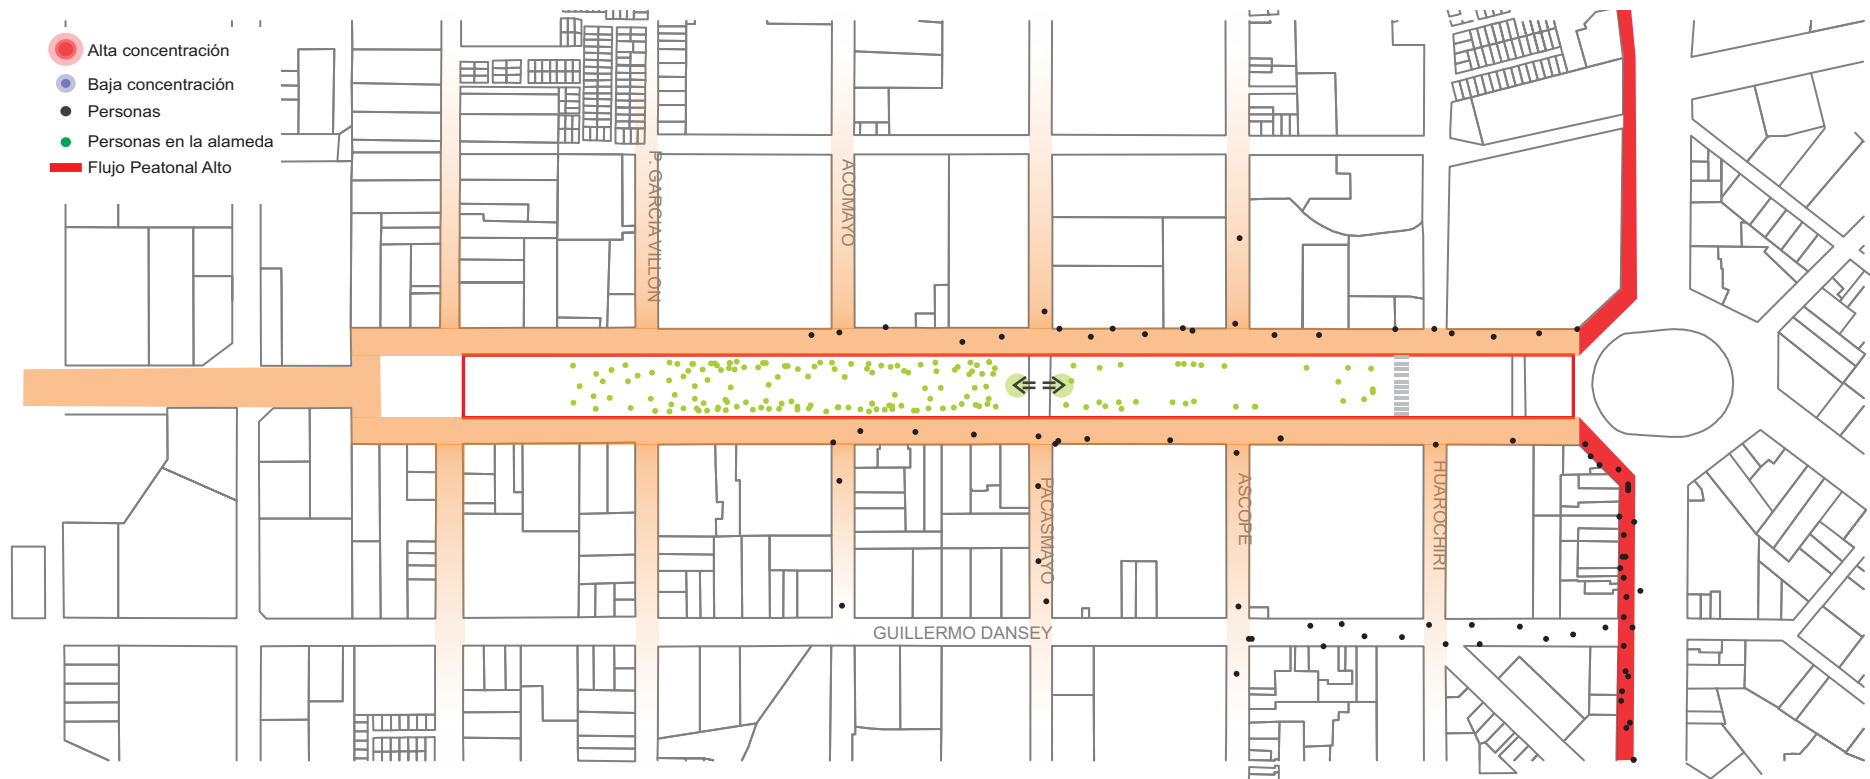 Alta concentración
Baja concentración
Personas
Personas en la alameda
Flujo Peatonal Alto
P. GARCIA VILLON
ACOMAYO
PACASMAYO
ASCOPE
HUAROCHIRI
GUILLERMO DANSEY